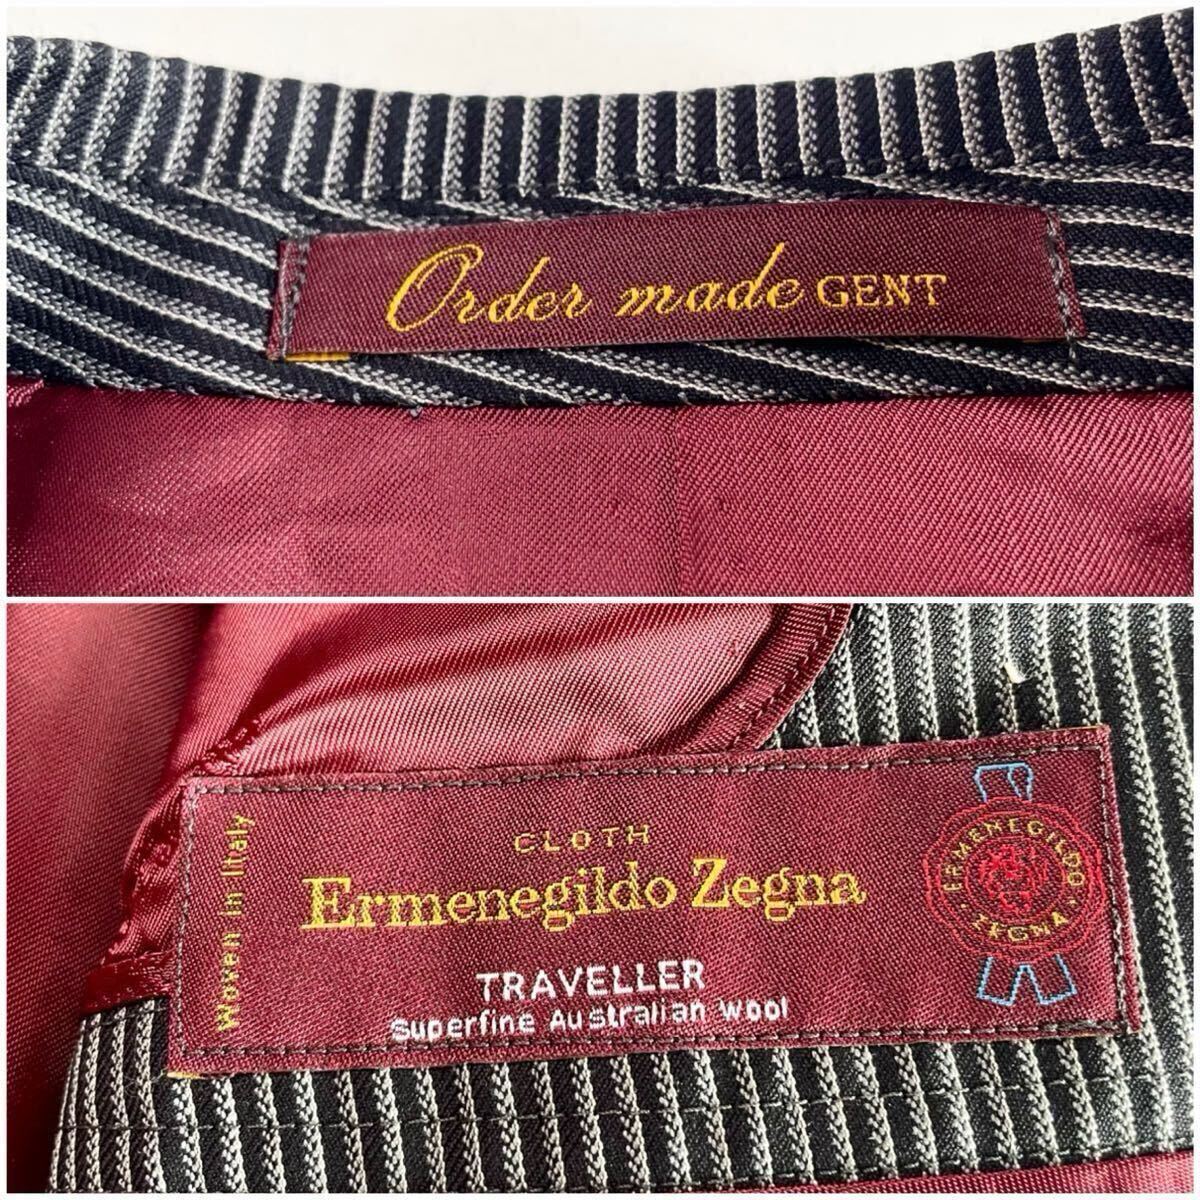 Order made GENT
Woven in Italy
CLOTH
Ermenegildo Zegna
TRAVELLER
Superfine Australian wool
ERMENEGILDO
ZEGNA